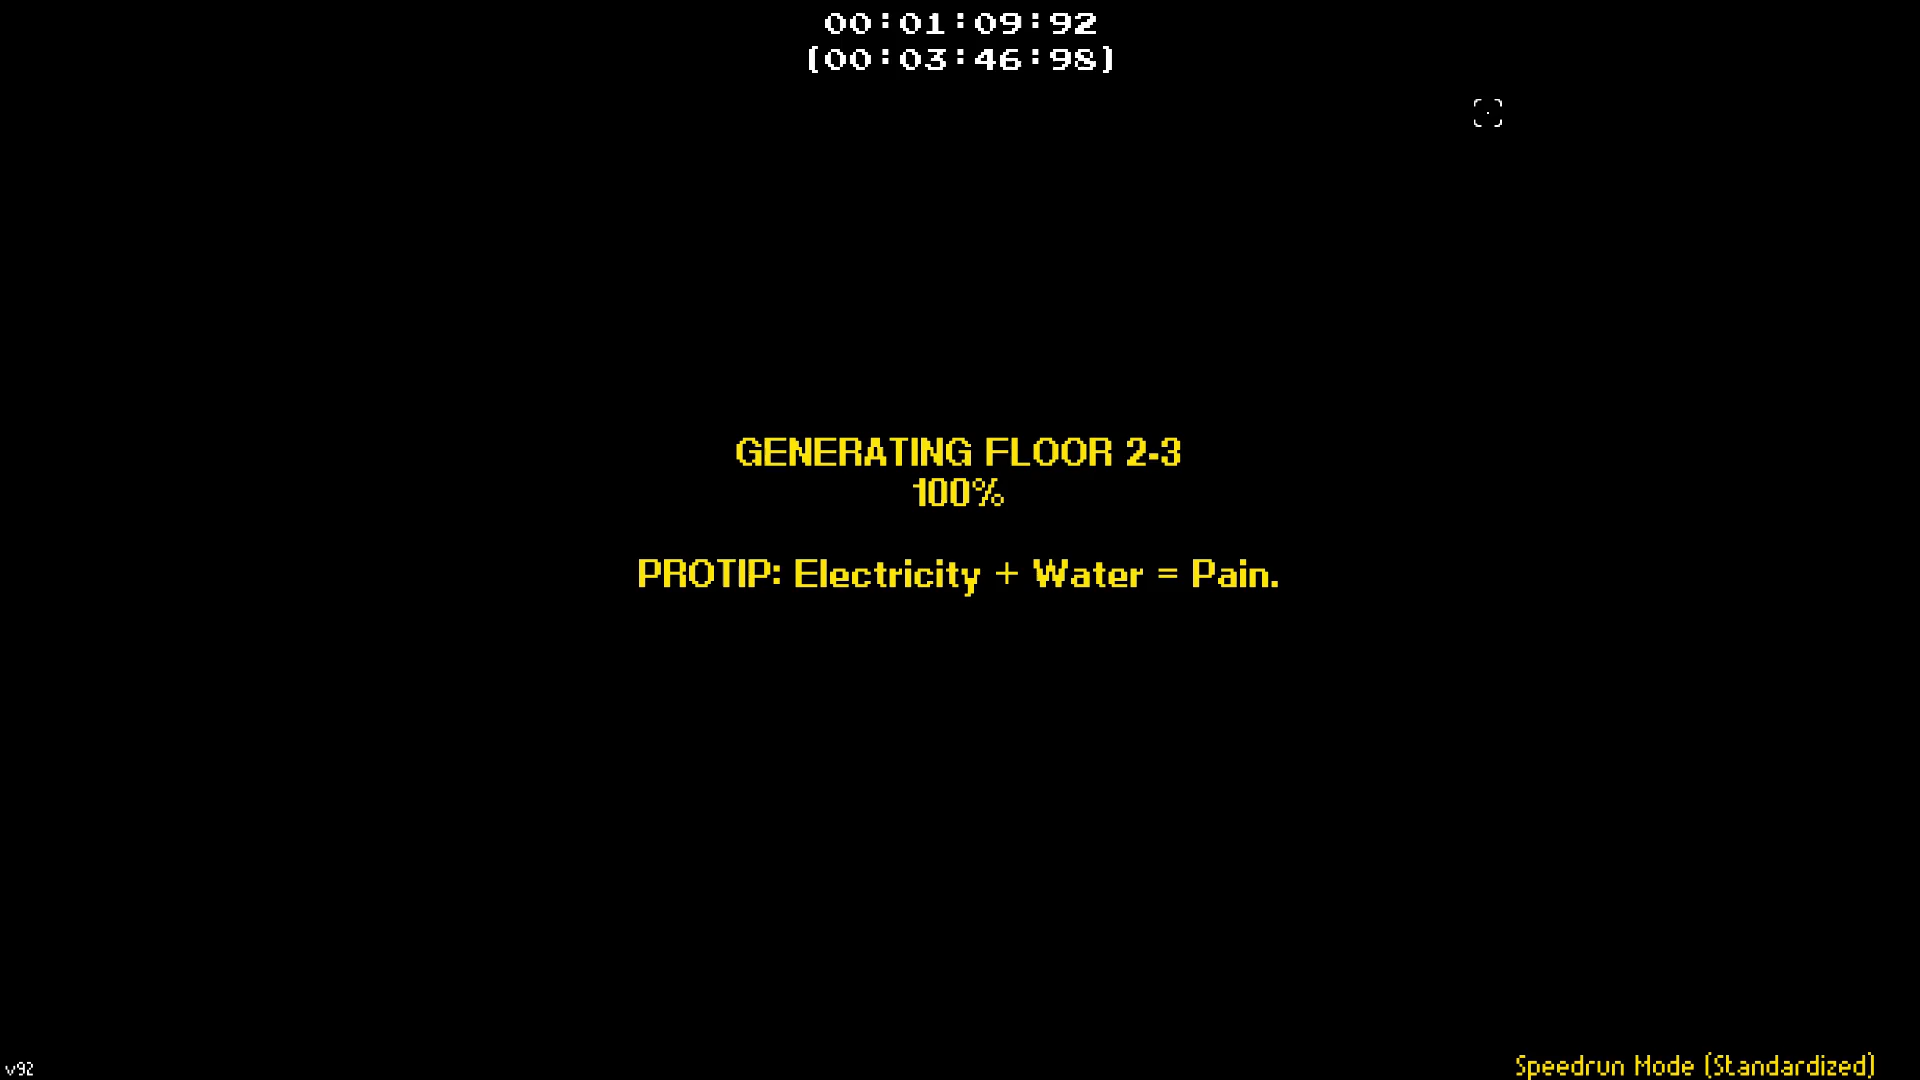 00:01:09:92
[00:03:46:98]
GENERATING FLOOR 2-3
100%
PROTIP: Electricity + Water = Pain.
v92
Speedrun Mode (Standardized)